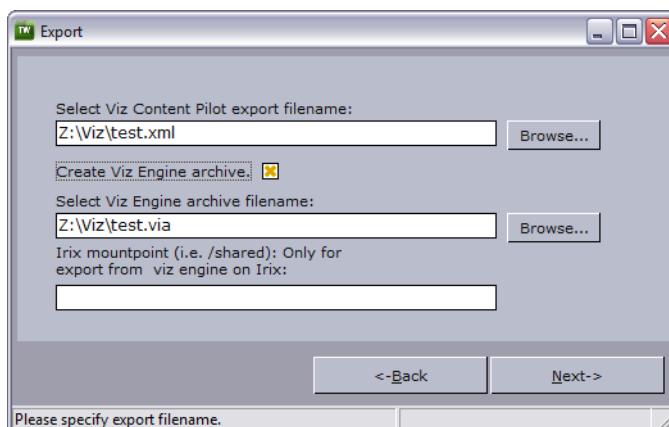 TW Export
Select Viz Content Pilot export filename:
Z:\Viz\test.xml
Browse...
Create Viz Engine archive.
Select Viz Engine archive filename:
Z:\Viz\test.via
Browse...
Irix mountpoint (i.e. /shared): Only for
export from viz engine on Irix:
<-Back
Next->
Please specify export filename.